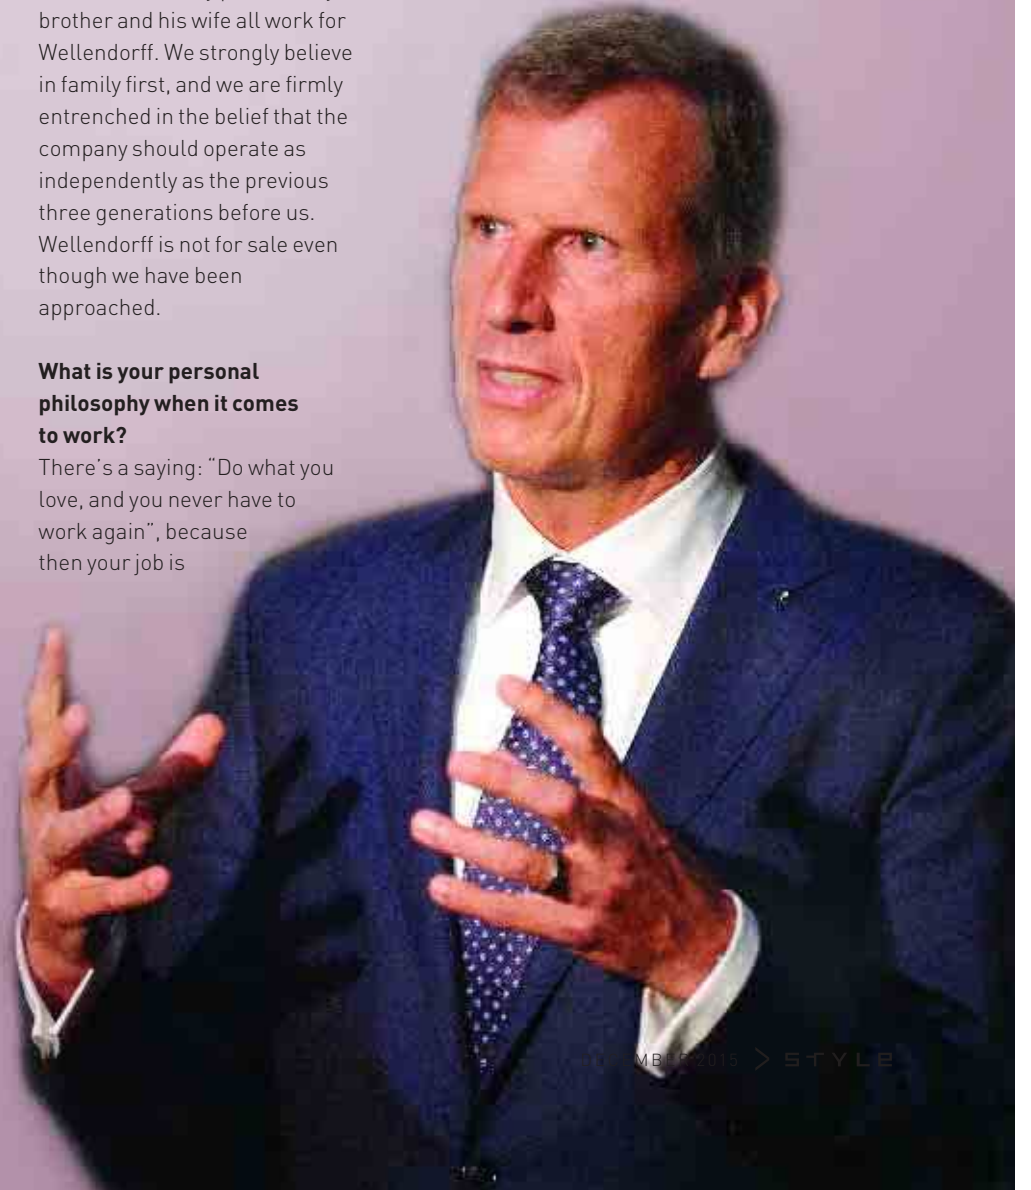 brother and his wife all work for
Wellendorff. We strongly believe
in family first, and we are firmly
entrenched in the belief that the
company should operate as
independently as the previous
three generations before us.
Wellendorff is not for sale even
though we have been
approached.
What is your personal
philosophy when it comes
to work?
There’s a saying: “Do what you
love, and you never have to
work again”, because
then your job is
2015 > STYLE